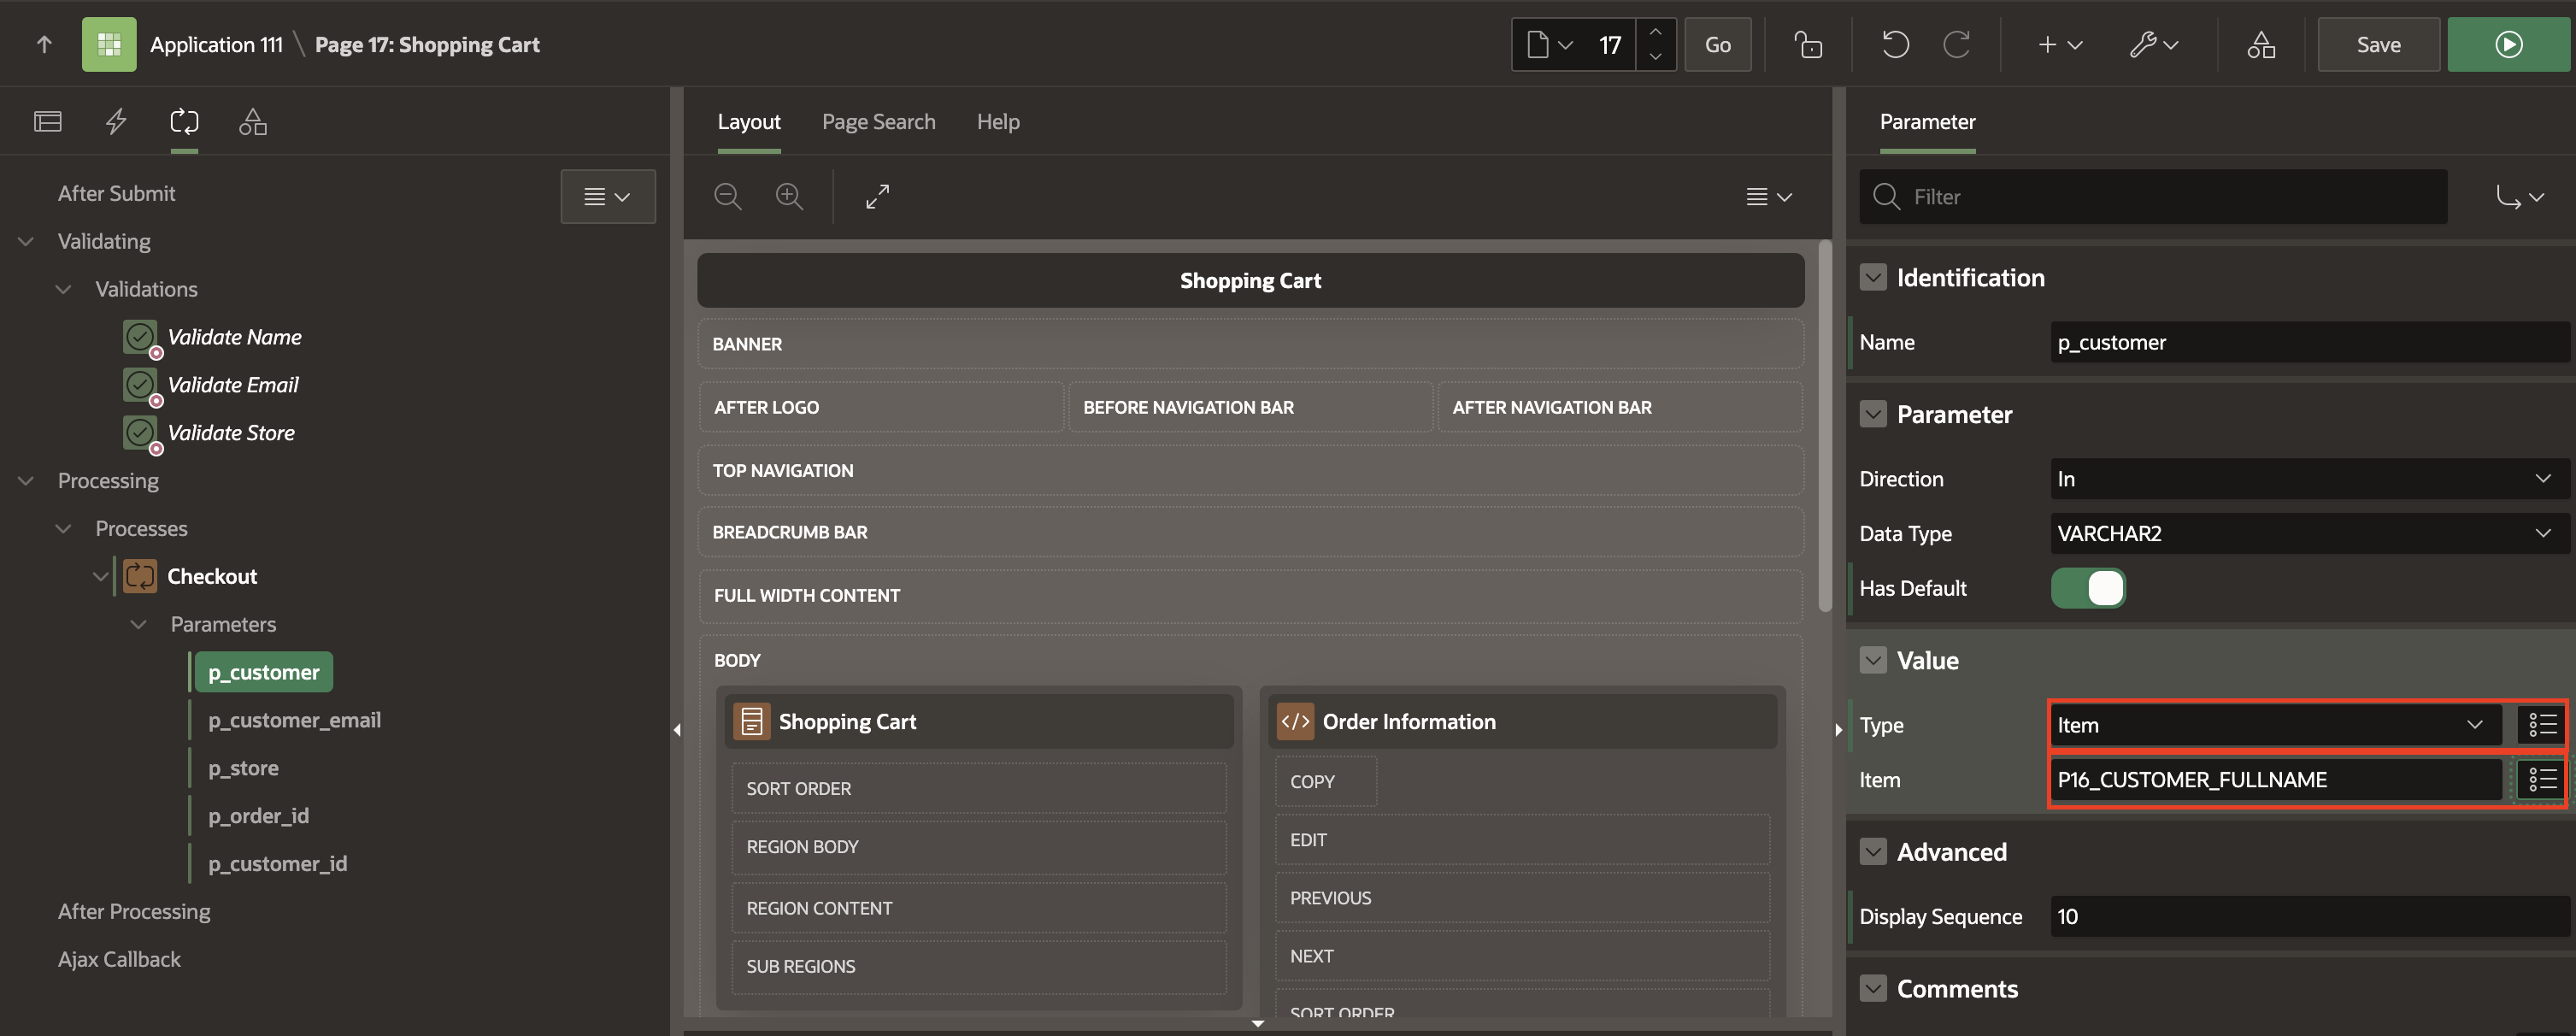 Application 111 \ Page 17: Shopping Cart
17
Go
Save
After Submit
Validating
Validations
Validate Name
Validate Email
Validate Store
Processing
Processes
Checkout
Parameters
p_customer
p_customer_email
p_store
p_order_id
p_customer_id
After Processing
Ajax Callback
Layout
Page Search
Help
Shopping Cart
BANNER
AFTER LOGO
BEFORE NAVIGATION BAR
AFTER NAVIGATION BAR
TOP NAVIGATION
BREADCRUMB BAR
FULL WIDTH CONTENT
BODY
Shopping Cart
SORT ORDER
REGION BODY
REGION CONTENT
SUB REGIONS
</> Order Information
COPY
EDIT
PREVIOUS
NEXT
SORT ORDER
Parameter
Filter
Identification
Name p_customer
Parameter
Direction In
Data Type VARCHAR2
Has Default
Value
Type Item
Item P16_CUSTOMER_FULLNAME
Advanced
Display Sequence 10
Comments